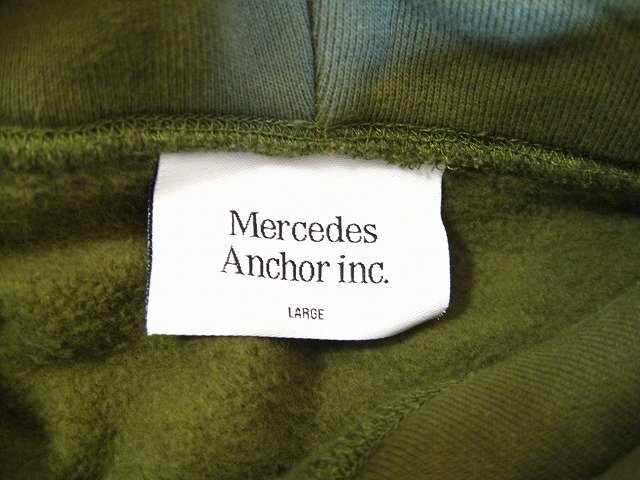 Mercedes
Anchor inc.
LARGE